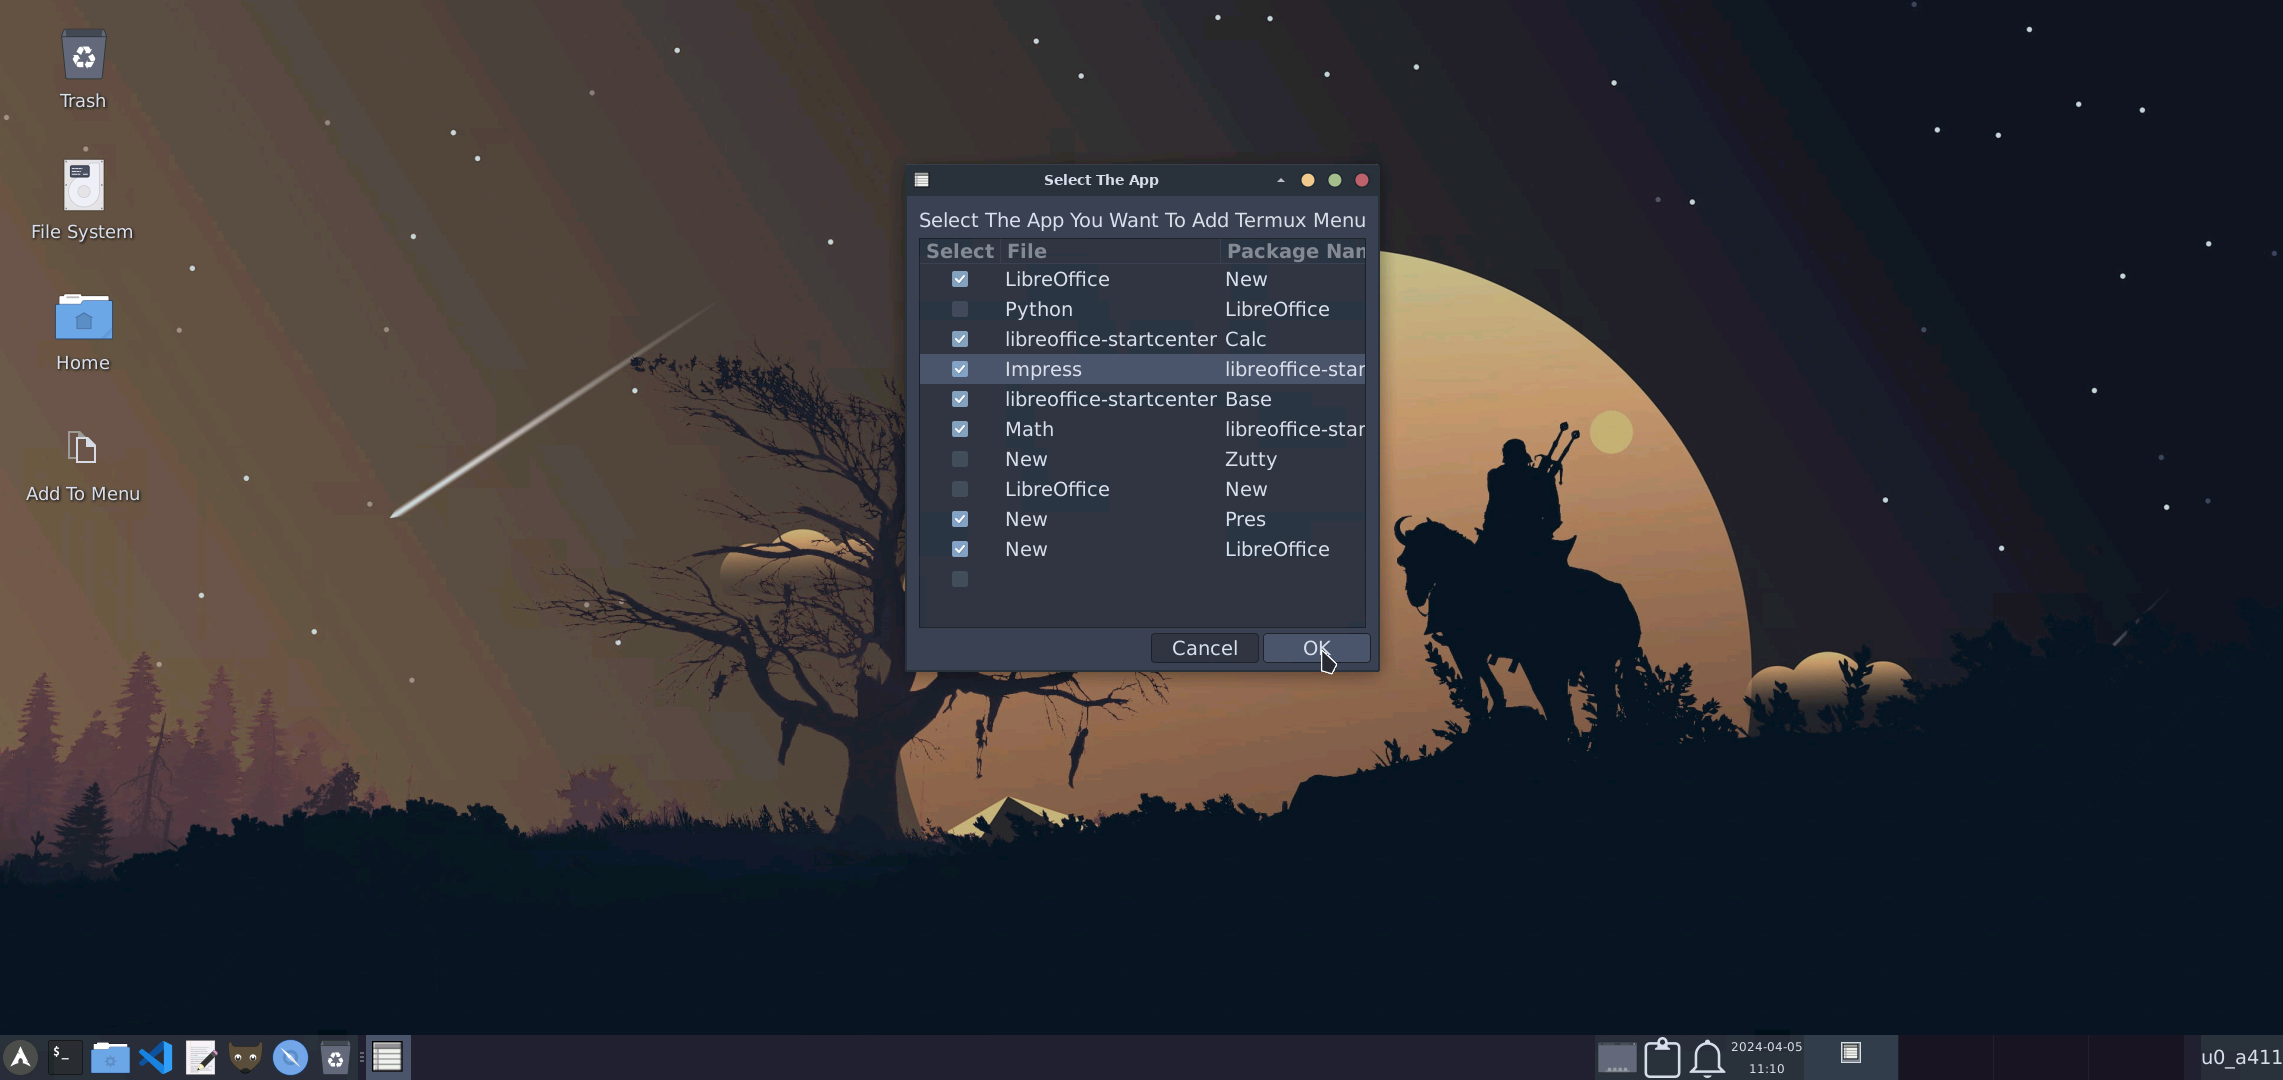 Trash
File System
Home
Add To Menu
Select The App
Select The App You Want To Add Termux Menu
Select File Package Nam
LibreOffice New
Python LibreOffice
libreoffice-startcenter Calc
Impress libreoffice-star
libreoffice-startcenter Base
Math libreoffice-star
New Zutty
LibreOffice New
New Pres
New LibreOffice
Cancel OK
$_
2024-04-05
11:10
u0_a411